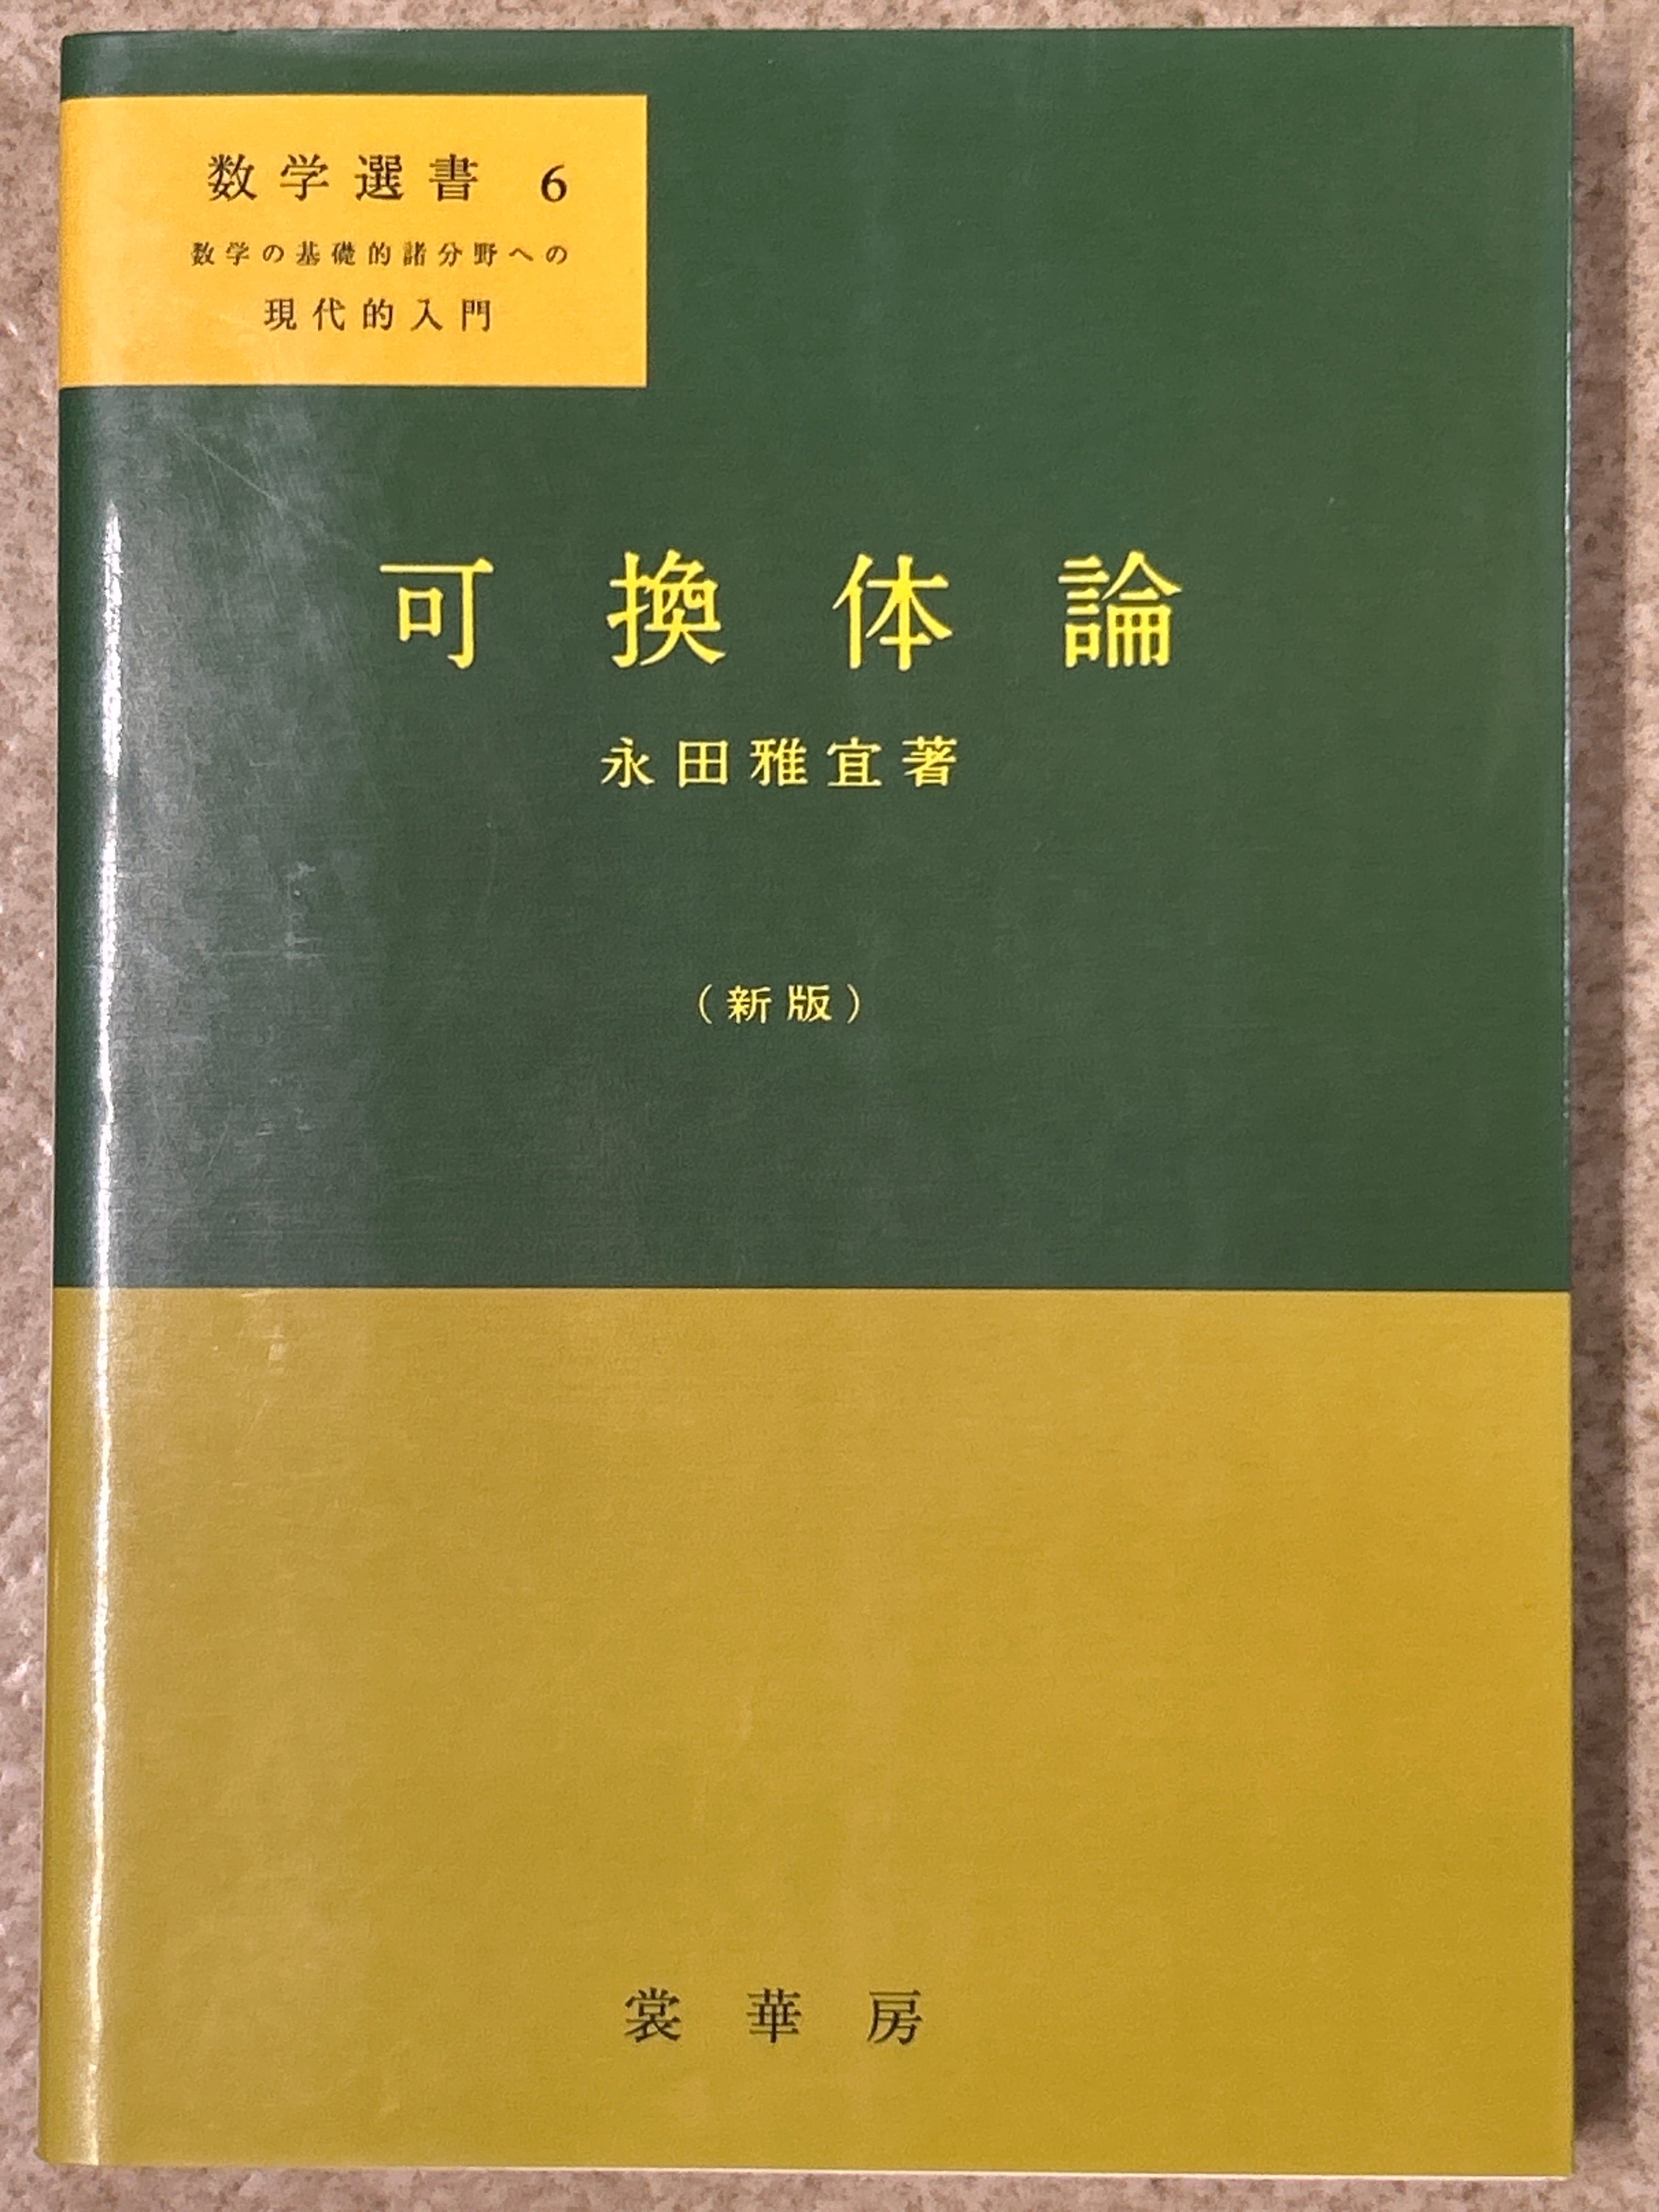 数学選書 6
数学の基礎的諸分野への
現代的入門
可換体論
永田雅宜著
（新版）
裳華房